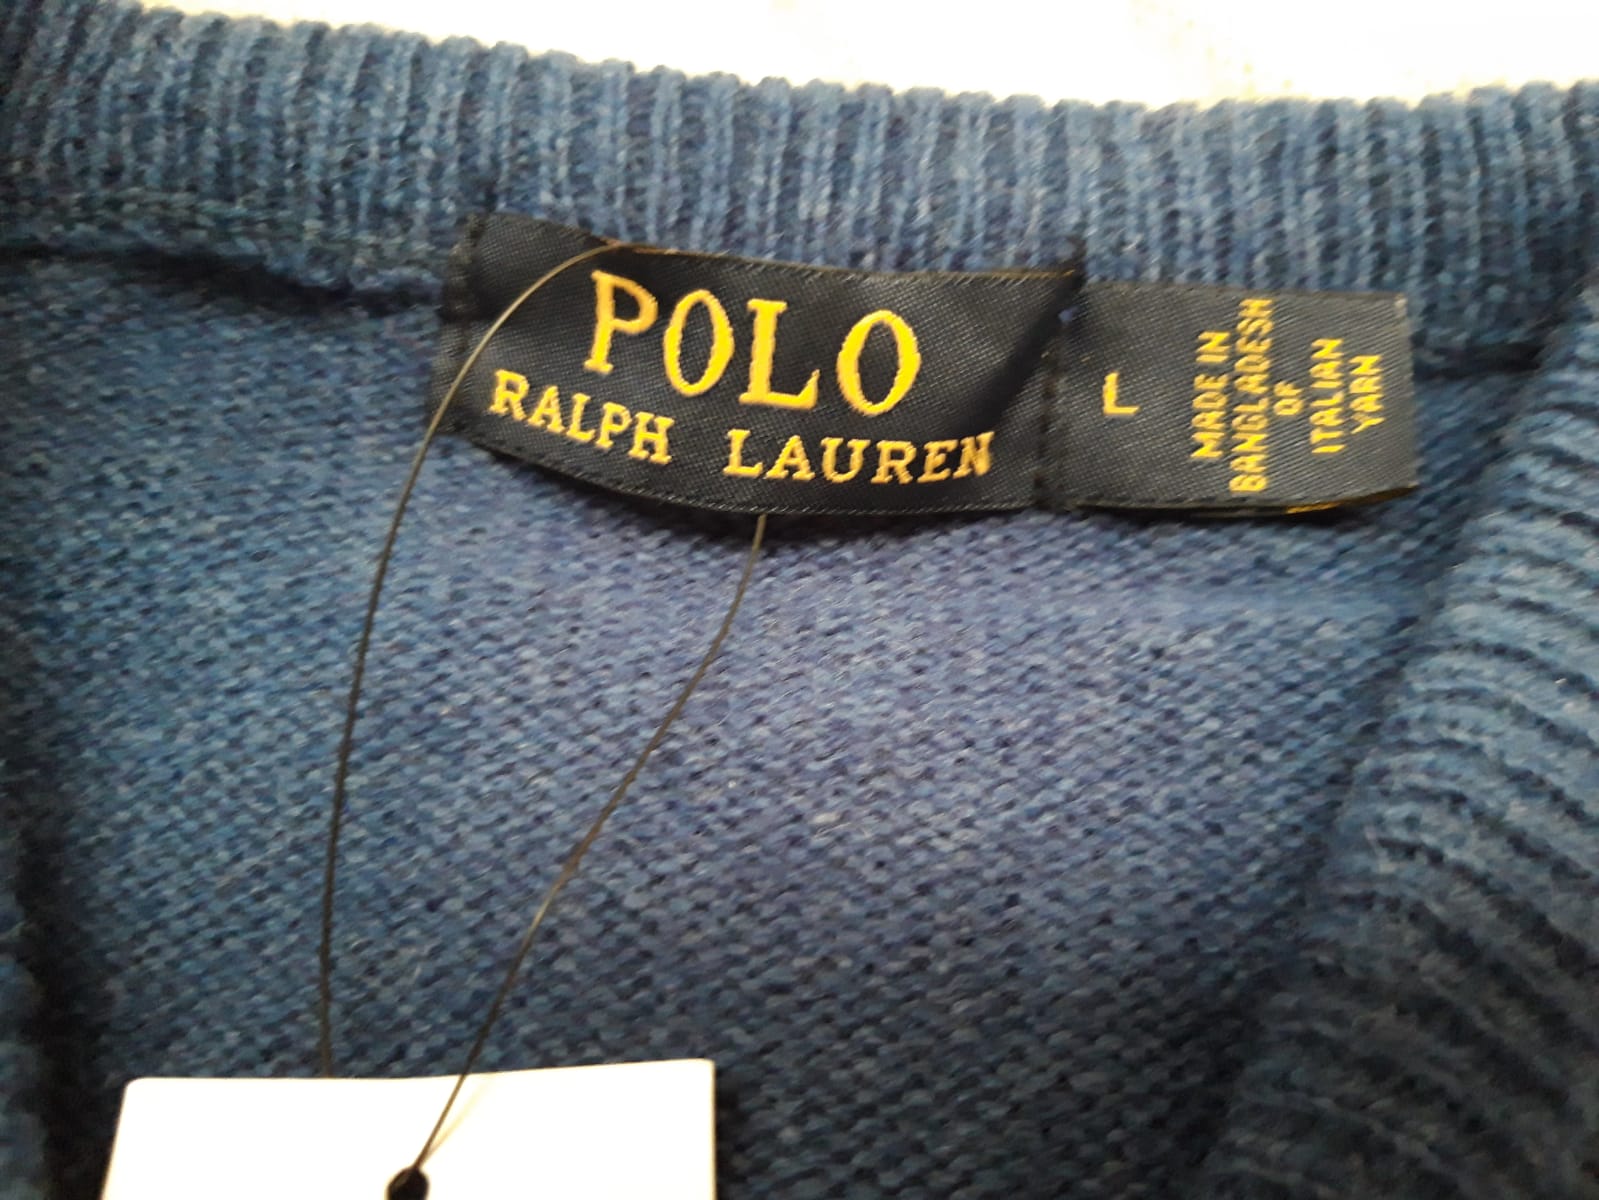 POLO
RALPH LAUREN
L
MADE IN
BANGLADESH
OF
ITALIAN
YARN